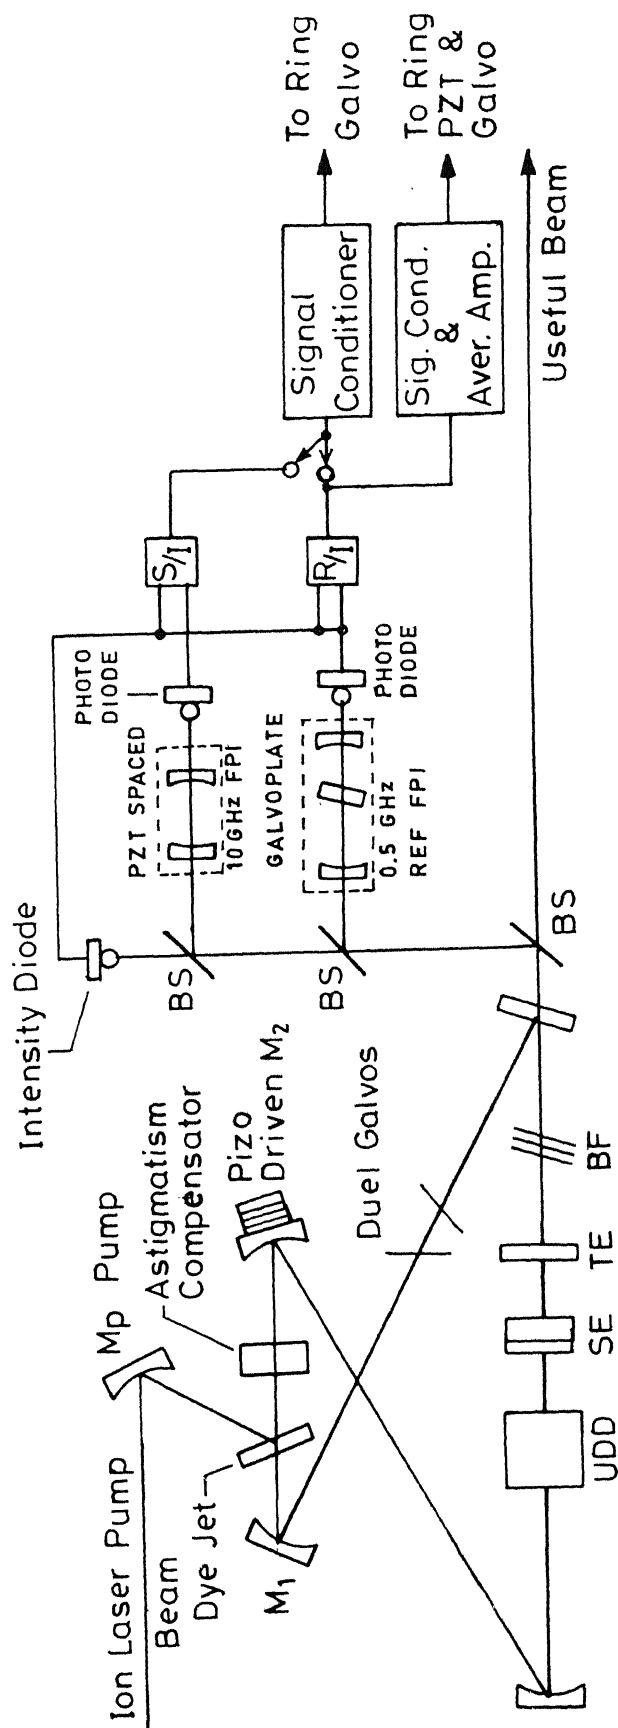 Ion Laser Pump
Beam
Mp Pump
Dye Jet
Astigmatism
Compensator
Pizo
Driven M2
M1
Duel Galvos
UDD
SE
TE
BF
BS
BS
BS
Intensity Diode
PZT SPACED
10GHz FPI
PHOTO
DIODE
GALVOPLATE
0.5 GHz
REF FPI
PHOTO
DIODE
S/I
R/I
Signal
Conditioner
Sig. Cond.
&
Aver. Amp.
To Ring
Galvo
To Ring
PZT &
Galvo
Useful Beam